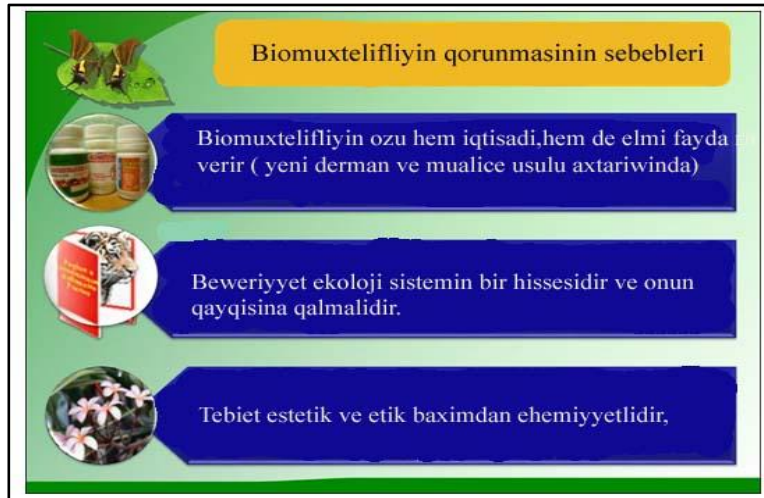 Biomuxtelifliyin qorunmasinin sebebleri
Biomuxtelifliyin ozu hem iqtisadi,hem de elmi fayda
verir ( yeni derman ve mualice usulu axtariwinda)
Beweriyyet ekoloji sistemin bir hissesidir ve onun
qayqisina qalmalidir.
Tebiet estetik ve etik baximdan ehemiyyetlidir,